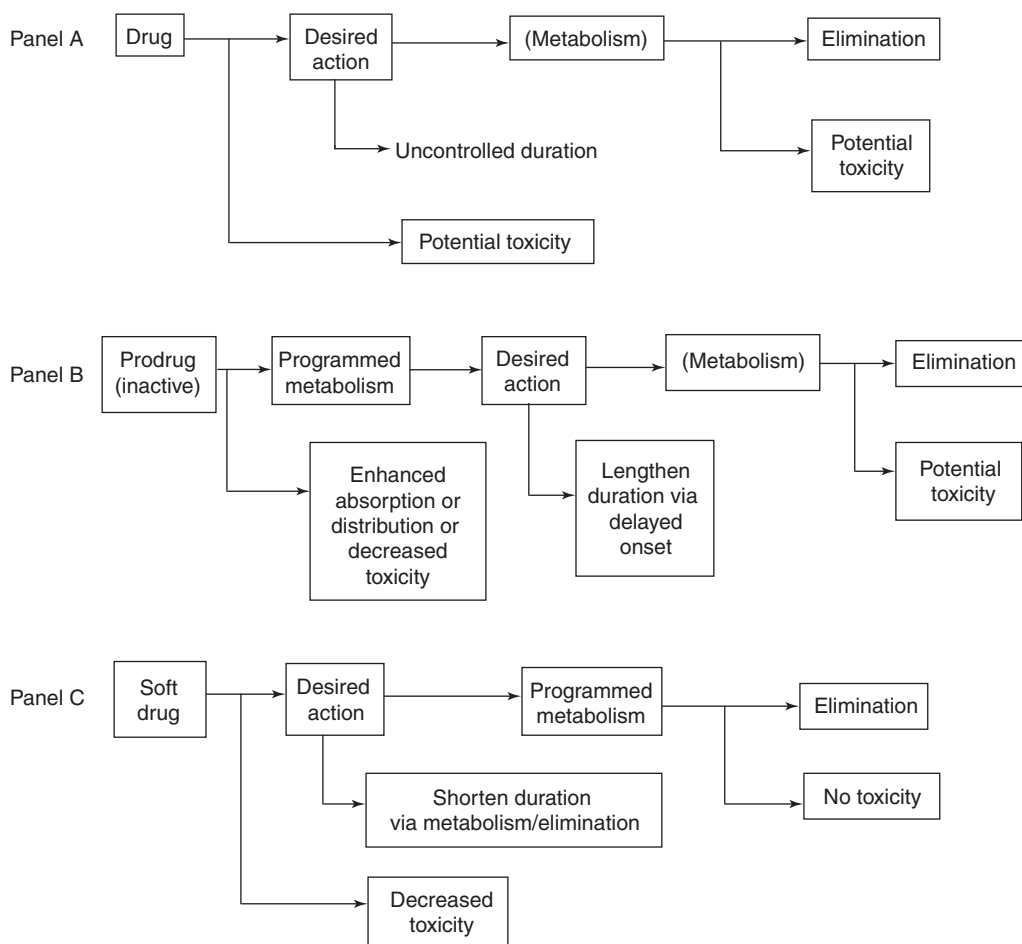 Panel A
Drug
Desired
action
(Metabolism)
Elimination
Uncontrolled duration
Potential
toxicity
Potential toxicity
Panel B
Prodrug
(inactive)
Programmed
metabolism
Desired
action
(Metabolism)
Elimination
Enhanced
absorption or
distribution or
decreased
toxicity
Lengthen
duration via
delayed
onset
Potential
toxicity
Panel C
Soft
drug
Desired
action
Programmed
metabolism
Elimination
Shorten duration
via metabolism/elimination
No toxicity
Decreased
toxicity